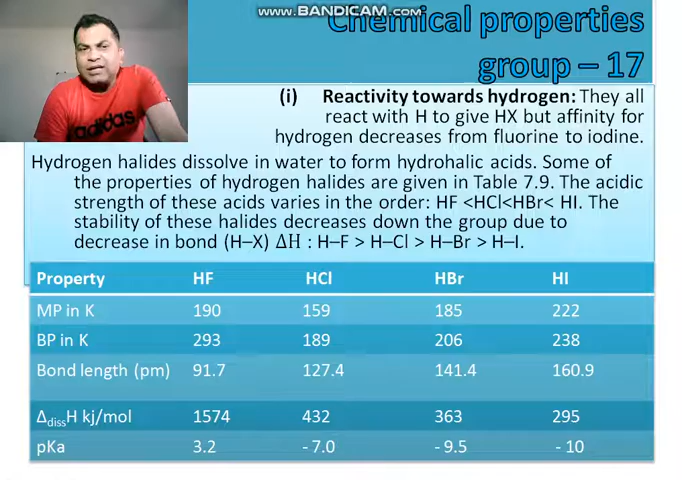 WWW.BANDICAM.COM
Chemical properties
group – 17
adidas
(i) Reactivity towards hydrogen: They all
react with H to give HX but affinity for
hydrogen decreases from fluorine to iodine.
Hydrogen halides dissolve in water to form hydrohalic acids. Some of
the properties of hydrogen halides are given in Table 7.9. The acidic
strength of these acids varies in the order: HF <HCl<HBr< HI. The
stability of these halides decreases down the group due to
decrease in bond (H–X) ΔH : H–F > H–Cl > H–Br > H–I.
Property HF HCl HBr HI
MP in K 190 159 185 222
BP in K 293 189 206 238
Bond length (pm) 91.7 127.4 141.4 160.9
ΔdissH kj/mol 1574 432 363 295
pKa 3.2 - 7.0 - 9.5 - 10